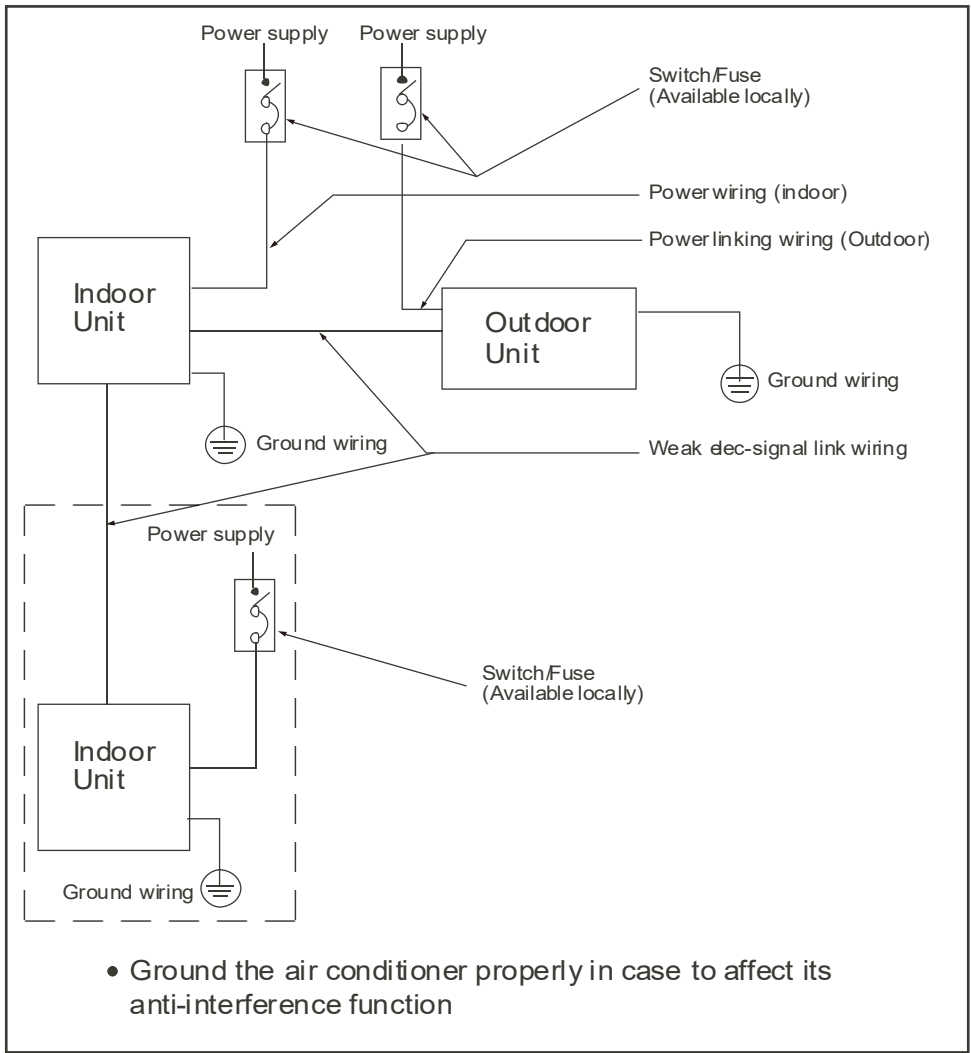 Power supply
Power supply
Switch/Fuse
(Available locally)
Power wiring (indoor)
Power linking wiring (Outdoor)
Indoor
Unit
Outdoor
Unit
Ground wiring
Ground wiring
Weak elec-signal link wiring
Power supply
Switch/Fuse
(Available locally)
Indoor
Unit
Ground wiring
• Ground the air conditioner properly in case to affect its
anti-interference function